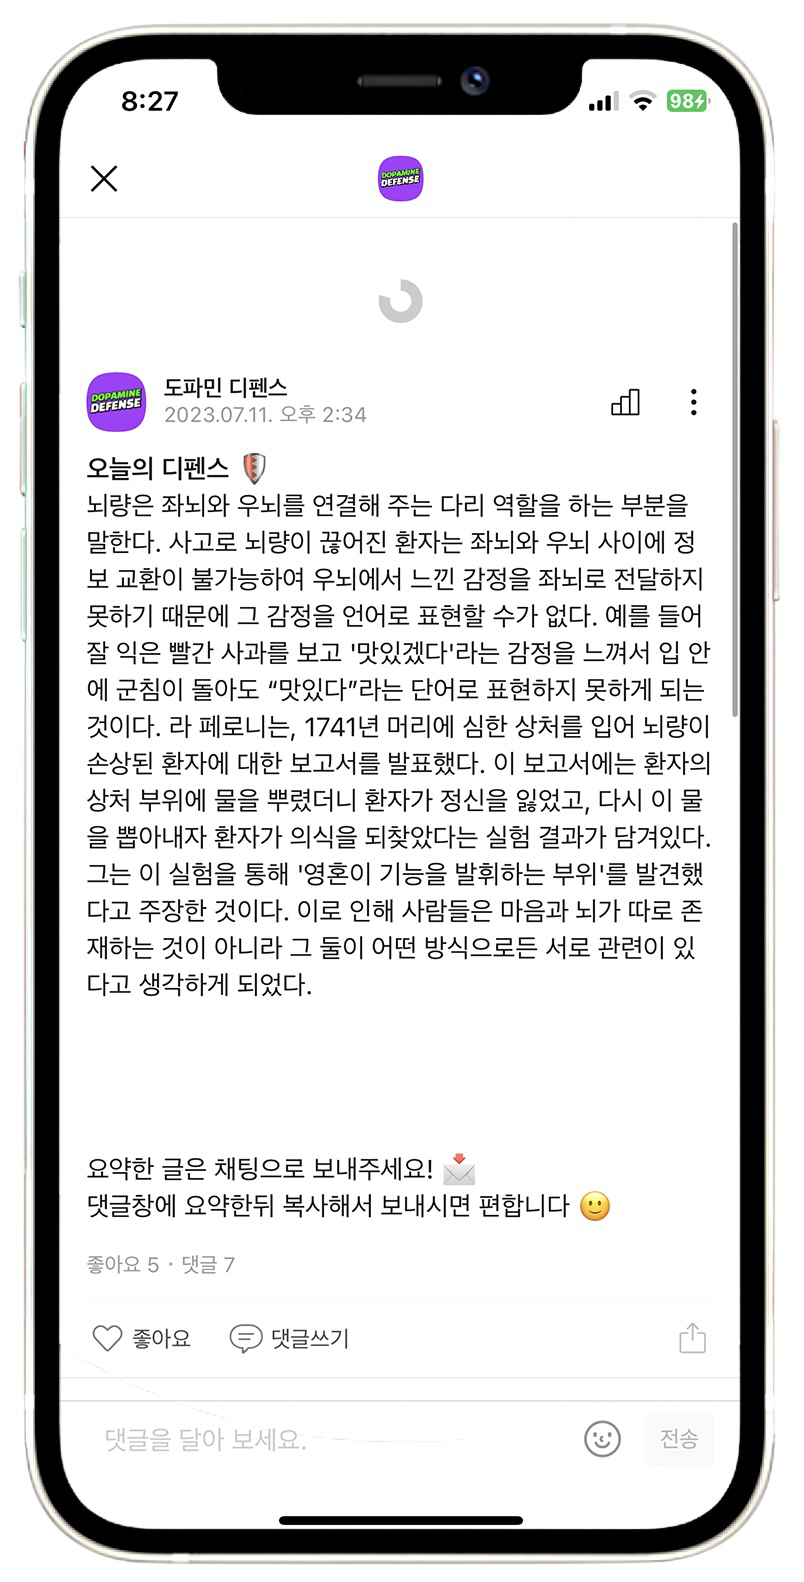 8:27
98
DOPAMINE
DEFENSE
DOPAMINE
DEFENSE
도파민 디펜스
2023.07.11. 오후 2:34
오늘의 디펜스
뇌량은 좌뇌와 우뇌를 연결해 주는 다리 역할을 하는 부분을
말한다. 사고로 뇌량이 끊어진 환자는 좌뇌와 우뇌 사이에 정
보 교환이 불가능하여 우뇌에서 느낀 감정을 좌뇌로 전달하지
못하기 때문에 그 감정을 언어로 표현할 수가 없다. 예를 들어
잘 익은 빨간 사과를 보고 '맛있겠다'라는 감정을 느껴서 입 안
에 군침이 돌아도 “맛있다”라는 단어로 표현하지 못하게 되는
것이다. 라 페로니는, 1741년 머리에 심한 상처를 입어 뇌량이
손상된 환자에 대한 보고서를 발표했다. 이 보고서에는 환자의
상처 부위에 물을 뿌렸더니 환자가 정신을 잃었고, 다시 이 물
을 뽑아내자 환자가 의식을 되찾았다는 실험 결과가 담겨있다.
그는 이 실험을 통해 '영혼이 기능을 발휘하는 부위'를 발견했
다고 주장한 것이다. 이로 인해 사람들은 마음과 뇌가 따로 존
재하는 것이 아니라 그 둘이 어떤 방식으로든 서로 관련이 있
다고 생각하게 되었다.
요약한 글은 채팅으로 보내주세요!
댓글창에 요약한뒤 복사해서 보내시면 편합니다
좋아요 5 · 댓글 7
좋아요 댓글쓰기
댓글을 달아 보세요. 전송